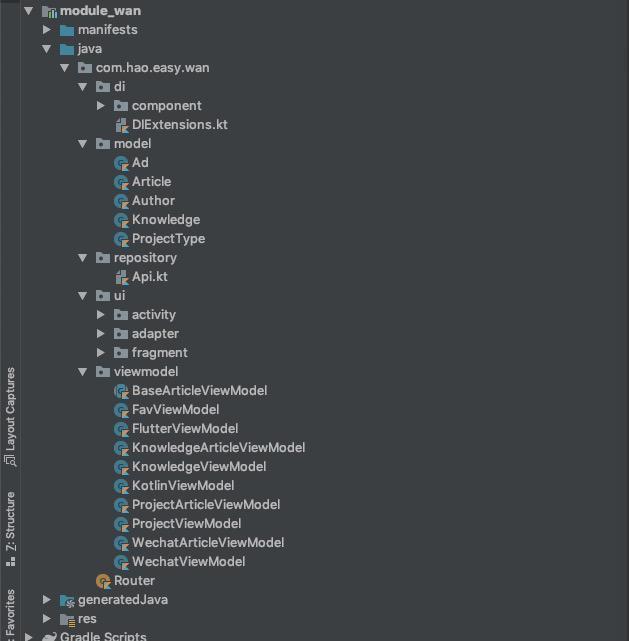 module_wan
manifests
java
com.hao.easy.wan
di
component
DIExtensions.kt
model
Ad
Article
Author
Knowledge
ProjectType
repository
Api.kt
ui
activity
adapter
fragment
viewmodel
BaseArticleViewModel
FavViewModel
FlutterViewModel
KnowledgeArticleViewModel
KnowledgeViewModel
KotlinViewModel
ProjectArticleViewModel
ProjectViewModel
WechatArticleViewModel
WechatViewModel
Router
generatedJava
res
Gradle Scripts
Layout Captures
Z: Structure
Favorites